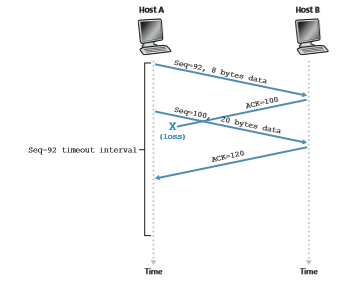 Host A
Host B
Seq=92, 8 bytes data
ACK=100
Seq=100, 20 bytes data
X
(loss)
Seq=92 timeout interval
ACK=120
Time
Time